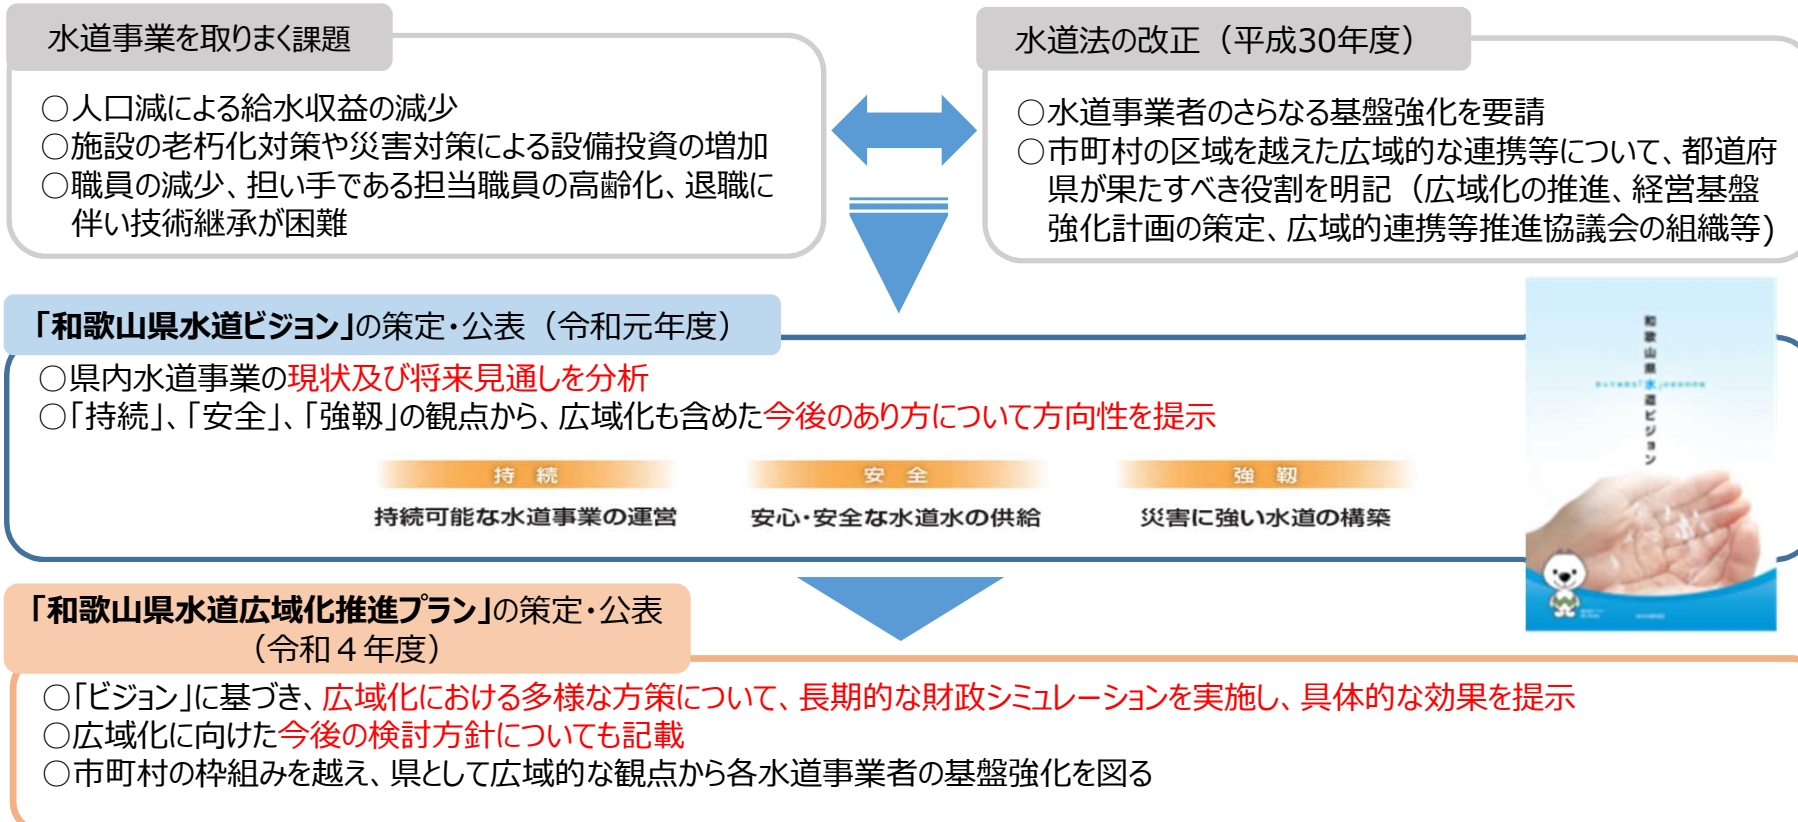 水道事業を取りまく課題
○人口減による給水収益の減少
○施設の老朽化対策や災害対策による設備投資の増加
○職員の減少、担い手である担当職員の高齢化、退職に
伴い技術継承が困難
水道法の改正（平成30年度）
○水道事業者のさらなる基盤強化を要請
○市町村の区域を越えた広域的な連携等について、都道府
県が果たすべき役割を明記（広域化の推進、経営基盤
強化計画の策定、広域的連携等推進協議会の組織等)
「和歌山県水道ビジョン」の策定・公表（令和元年度）
○県内水道事業の現状及び将来見通しを分析
○「持続」、「安全」、「強靱」の観点から、広域化も含めた今後のあり方について方向性を提示
持続
持続可能な水道事業の運営
安全
安心・安全な水道水の供給
強靱
災害に強い水道の構築
和歌山県水道ビジョン
「和歌山県水道広域化推進プラン」の策定・公表
（令和４年度）
○「ビジョン」に基づき、広域化における多様な方策について、長期的な財政シミュレーションを実施し、具体的な効果を提示
○広域化に向けた今後の検討方針についても記載
○市町村の枠組みを越え、県として広域的な観点から各水道事業者の基盤強化を図る